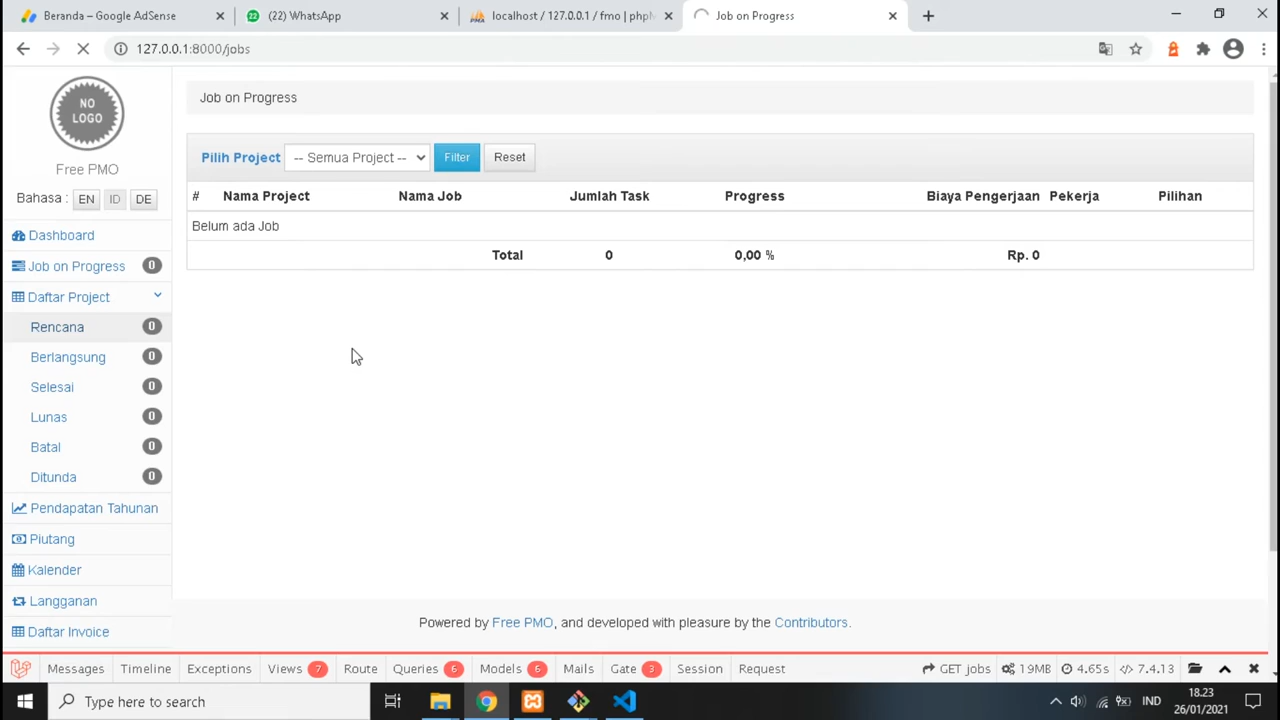 Beranda – Google AdSense
(22) WhatsApp
localhost / 127.0.0.1 / fmo | phpM
Job on Progress
127.0.0.1:8000/jobs
NO
LOGO
Free PMO
Bahasa : EN ID DE
Dashboard
Job on Progress 0
Daftar Project
Rencana 0
Berlangsung 0
Selesai 0
Lunas 0
Batal 0
Ditunda 0
Pendapatan Tahunan
Piutang
Kalender
Langganan
Daftar Invoice
Job on Progress
Pilih Project -- Semua Project -- Filter Reset
# Nama Project Nama Job Jumlah Task Progress Biaya Pengerjaan Pekerja Pilihan
Belum ada Job
Total 0 0,00 % Rp. 0
Powered by Free PMO, and developed with pleasure by the Contributors.
Messages Timeline Exceptions Views 7 Route Queries 6 Models 6 Mails Gate 3 Session Request GET jobs 19MB 4.65s 7.4.13
Type here to search
IND
18.23
26/01/2021